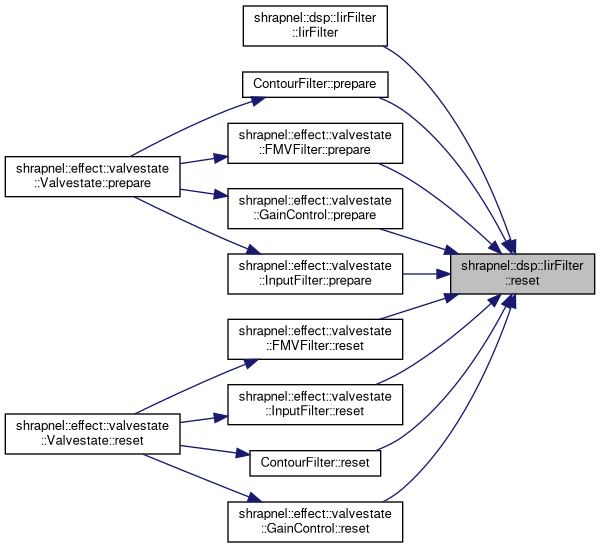 shrapnel::dsp::IirFilter
::IirFilter
ContourFilter::prepare
shrapnel::effect::valvestate
::FMVFilter::prepare
shrapnel::effect::valvestate
::Valvestate::prepare
shrapnel::effect::valvestate
::GainControl::prepare
shrapnel::effect::valvestate
::InputFilter::prepare
shrapnel::dsp::IirFilter
::reset
shrapnel::effect::valvestate
::FMVFilter::reset
shrapnel::effect::valvestate
::InputFilter::reset
shrapnel::effect::valvestate
::Valvestate::reset
ContourFilter::reset
shrapnel::effect::valvestate
::GainControl::reset